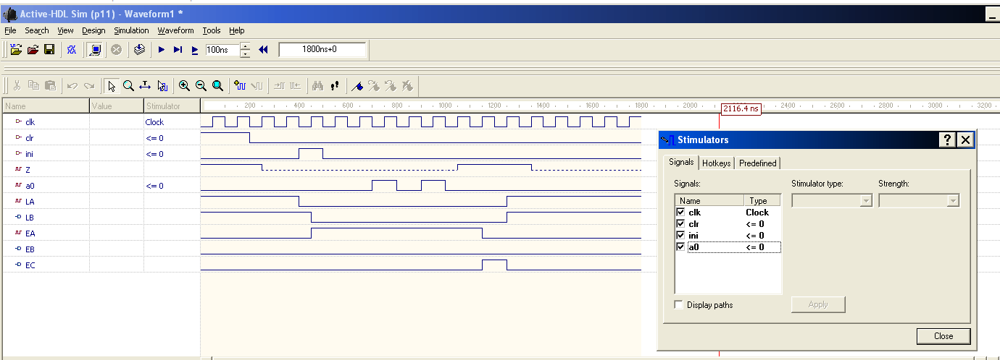 Active-HDL Sim (p11) - Waveform1 *
File Search View Design Simulation Waveform Tools Help
100ns 1800ns+0
Name Value Stimulator 200 400 600 800 1000 1200 1400 1600 1800 2400 2600 2800 3000 3200
2116.4 ns
clk Clock
clr <= 0
ini <= 0
Z
a0 <= 0
LA
LB
EA
EB
EC
Stimulators
Signals Hotkeys Predefined
Signals: Stimulator type: Strength:
Name Type
clk Clock
clr <= 0
ini <= 0
a0 <= 0
Display paths Apply
Close